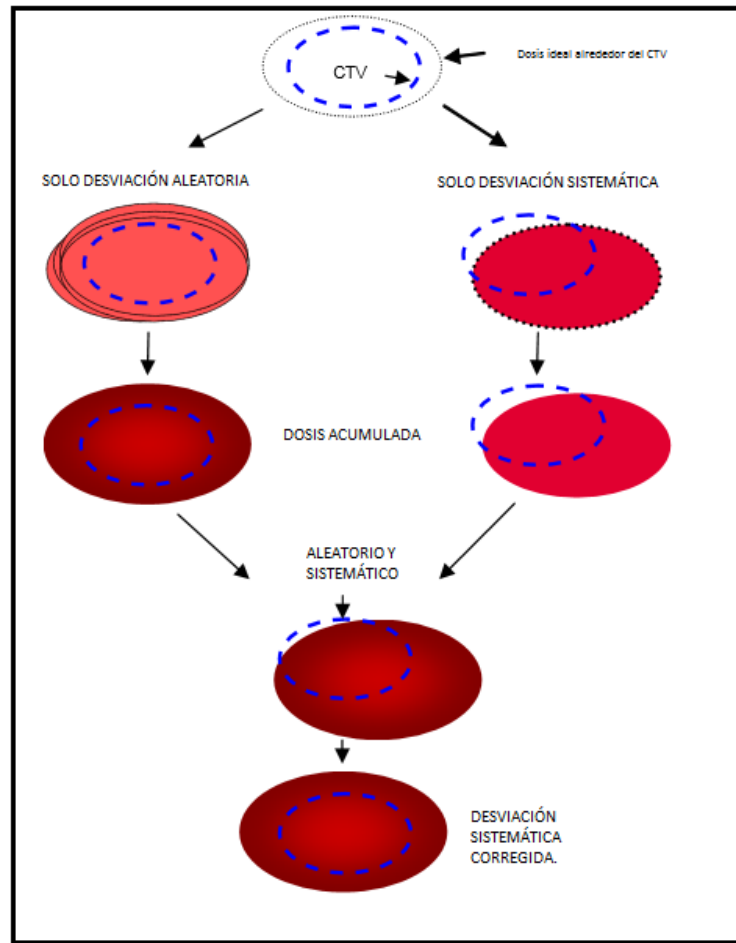 Dosis ideal alrededor del CTV
CTV
SOLO DESVIACIÓN ALEATORIA
SOLO DESVIACIÓN SISTEMÁTICA
DOSIS ACUMULADA
ALEATORIO Y
SISTEMÁTICO
DESVIACIÓN
SISTEMÁTICA
CORREGIDA.